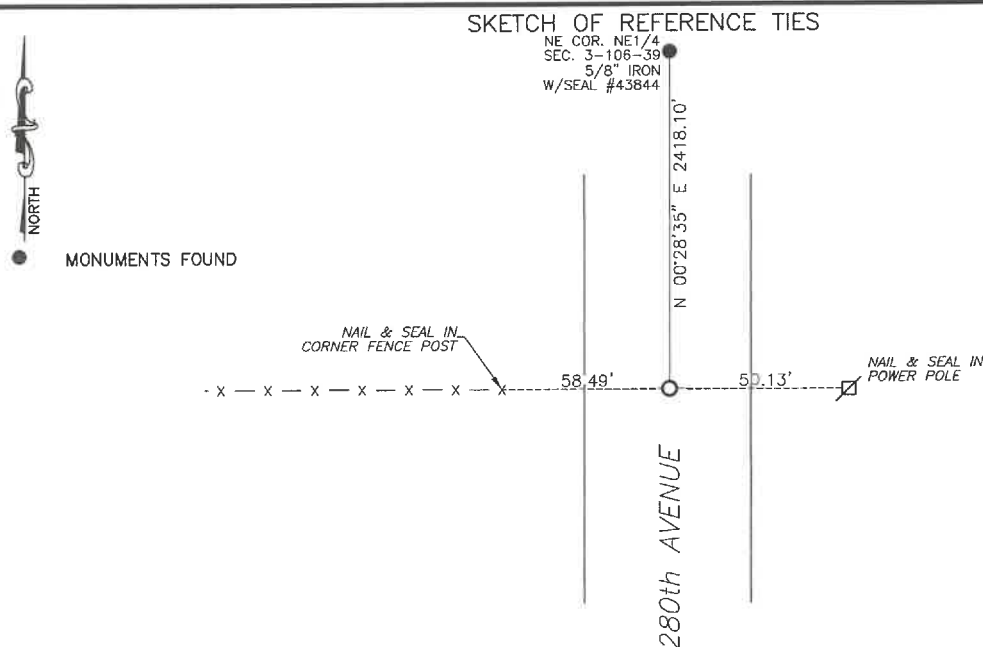 SKETCH OF REFERENCE TIES
NE COR. NE1/4
SEC. 3-106-39
5/8" IRON
W/SEAL #43844
N 00°28'35" E 2418.10'
NORTH
MONUMENTS FOUND
NAIL & SEAL IN
CORNER FENCE POST
X — X — X — X — X — X — X
58.49'
50.13'
NAIL & SEAL IN
POWER POLE
280th AVENUE